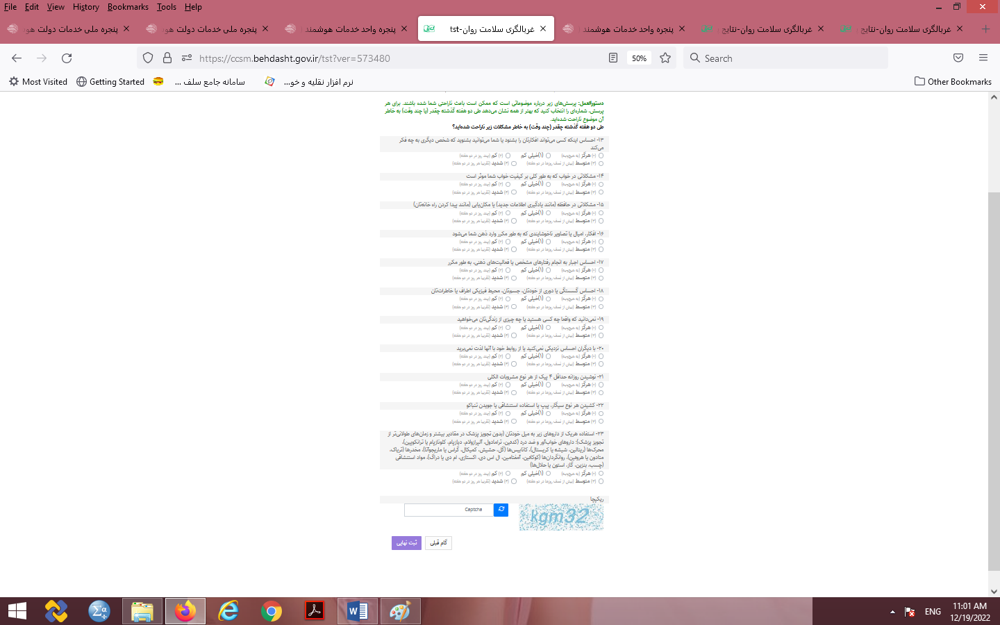 File Edit View History Bookmarks Tools Help
پنجره ملی خدمات دولت هو
پنجره ملی خدمات دولت هو
پنجره واحد خدمات هوشمند
غربالگری سلامت روان-tst
پنجره واحد خدمات هوشمند
غربالگری سلامت روان-نتایج
غربالگری سلامت روان-نتایج
https://ccsm.behdasht.gov.ir/tst?ver=573480
50%
Search
Most Visited
Getting Started
سامانه جامع سلف ...
نرم افزار نقلیه و خو...
Other Bookmarks
دستورالعمل: پرسش‌های زیر درباره موضوعاتی است که ممکن است باعث ناراحتی شما شده باشند. برای هر
پرسش، شماره‌ای را انتخاب کنید که بهتر از همه نشان می‌دهد طی دو هفته گذشته چقدر (یا چند وقت) به خاطر
آن موضوع ناراحت شده‌اید.
طی دو هفته گذشته چقدر (چند وقت) به خاطر مشکلات زیر ناراحت شده‌اید؟
۱۳- احساس اینکه کسی می‌تواند افکارتان را بشنود یا شما می‌توانید بشنوید که شخص دیگری به چه فکر
می‌کند
(۰) هرگز (به هیچ‌وجه) (۱)خیلی کم (۲) کم (چند روز در دو هفته)
(۳) متوسط (بیش از نصف روزها در دو هفته) (۴) شدید (تقریبا هر روز در دو هفته)
۱۴- مشکلاتی در خواب که به طور کلی بر کیفیت خواب شما موثر است
(۰) هرگز (به هیچ‌وجه) (۱)خیلی کم (۲) کم (چند روز در دو هفته)
(۳) متوسط (بیش از نصف روزها در دو هفته) (۴) شدید (تقریبا هر روز در دو هفته)
۱۵- مشکلاتی در حافظه (مانند یادگیری اطلاعات جدید) یا مکان‌یابی (مانند پیدا کردن راه خانه‌تان)
(۰) هرگز (به هیچ‌وجه) (۱)خیلی کم (۲) کم (چند روز در دو هفته)
(۳) متوسط (بیش از نصف روزها در دو هفته) (۴) شدید (تقریبا هر روز در دو هفته)
۱۶- افکار، امیال یا تصاویر ناخوشایندی که به طور مکرر وارد ذهن شما می‌شود
(۰) هرگز (به هیچ‌وجه) (۱)خیلی کم (۲) کم (چند روز در دو هفته)
(۳) متوسط (بیش از نصف روزها در دو هفته) (۴) شدید (تقریبا هر روز در دو هفته)
۱۷- احساس اجبار به انجام رفتارهای مشخص یا فعالیت‌های ذهنی، به طور مکرر
(۰) هرگز (به هیچ‌وجه) (۱)خیلی کم (۲) کم (چند روز در دو هفته)
(۳) متوسط (بیش از نصف روزها در دو هفته) (۴) شدید (تقریبا هر روز در دو هفته)
۱۸- احساس گسستگی یا دوری از خودتان، جسم‌تان، محیط فیزیکی اطراف یا خاطرات‌تان
(۰) هرگز (به هیچ‌وجه) (۱)خیلی کم (۲) کم (چند روز در دو هفته)
(۳) متوسط (بیش از نصف روزها در دو هفته) (۴) شدید (تقریبا هر روز در دو هفته)
۱۹- نمی‌دانید که واقعا چه کسی هستید یا چه چیزی از زندگی‌تان می‌خواهید
(۰) هرگز (به هیچ‌وجه) (۱)خیلی کم (۲) کم (چند روز در دو هفته)
(۳) متوسط (بیش از نصف روزها در دو هفته) (۴) شدید (تقریبا هر روز در دو هفته)
۲۰- با دیگران احساس نزدیکی نمی‌کنید یا از روابط خود با آنها لذت نمی‌برید
(۰) هرگز (به هیچ‌وجه) (۱)خیلی کم (۲) کم (چند روز در دو هفته)
(۳) متوسط (بیش از نصف روزها در دو هفته) (۴) شدید (تقریبا هر روز در دو هفته)
۲۱- نوشیدن روزانه حداقل ۴ پیک از هر نوع مشروبات الکلی
(۰) هرگز (به هیچ‌وجه) (۱)خیلی کم (۲) کم (چند روز در دو هفته)
(۳) متوسط (بیش از نصف روزها در دو هفته) (۴) شدید (تقریبا هر روز در دو هفته)
۲۲- کشیدن هر نوع سیگار، پیپ یا استفاده استنشاقی یا جویدن تنباکو
(۰) هرگز (به هیچ‌وجه) (۱)خیلی کم (۲) کم (چند روز در دو هفته)
(۳) متوسط (بیش از نصف روزها در دو هفته) (۴) شدید (تقریبا هر روز در دو هفته)
۲۳- استفاده هریک از داروهای زیر به میل خودتان (بدون تجویز پزشک در مقادیر بیشتر و زمان‌های طولانی‌تر از
تجویز پزشک): داروهای خواب‌آور و ضد درد (کدئین، ترامادول، آلپرازولام، دیازپام، کلونازپام یا ترانکوپین)،
محرک‌ها (ریتالین، شیشه یا کریستال)، کانابیس‌ها (گل، حشیش، کمیکال، گراس یا ماریجوآنا)، مخدرها (تریاک،
متادون یا هروئین)، روانگردان‌ها (کوکائین، آمفتامین، ال اس دی، اکستازی، ام دی یا دراگ)، مواد استنشاقی
(چسب، بنزین، گاز، استون یا حلال‌ها)
(۰) هرگز (به هیچ‌وجه) (۱)خیلی کم (۲) کم (چند روز در دو هفته)
(۳) متوسط (بیش از نصف روزها در دو هفته) (۴) شدید (تقریبا هر روز در دو هفته)
ریکپچا
kgm32
Captcha
گام قبلی
ثبت نهایی
ENG
11:01 AM
12/19/2022